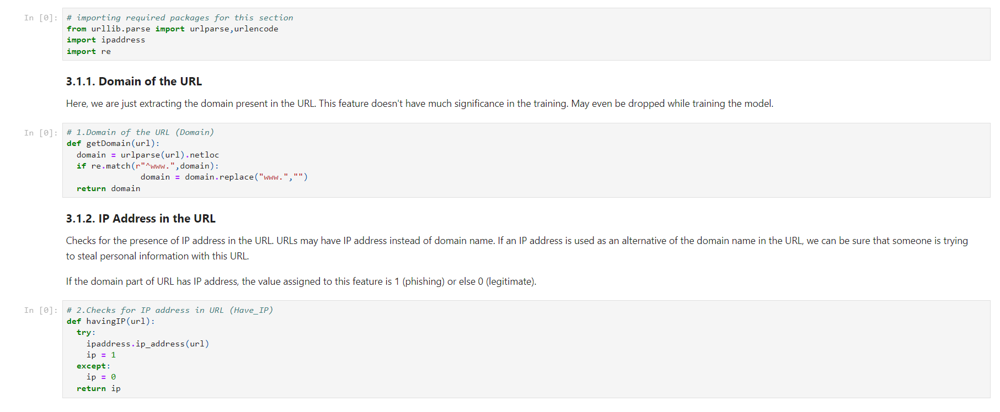 In [0]: # importing required packages for this section
from urllib.parse import urlparse,urlencode
import ipaddress
import re
3.1.1. Domain of the URL
Here, we are just extracting the domain present in the URL. This feature doesn't have much significance in the training. May even be dropped while training the model.
In [0]: # 1.Domain of the URL (Domain)
def getDomain(url):
  domain = urlparse(url).netloc
  if re.match(r"^www.",domain):
               domain = domain.replace("www.","")
  return domain
3.1.2. IP Address in the URL
Checks for the presence of IP address in the URL. URLs may have IP address instead of domain name. If an IP address is used as an alternative of the domain name in the URL, we can be sure that someone is trying
to steal personal information with this URL.
If the domain part of URL has IP address, the value assigned to this feature is 1 (phishing) or else 0 (legitimate).
In [0]: # 2.Checks for IP address in URL (Have_IP)
def havingIP(url):
  try:
    ipaddress.ip_address(url)
    ip = 1
  except:
    ip = 0
  return ip